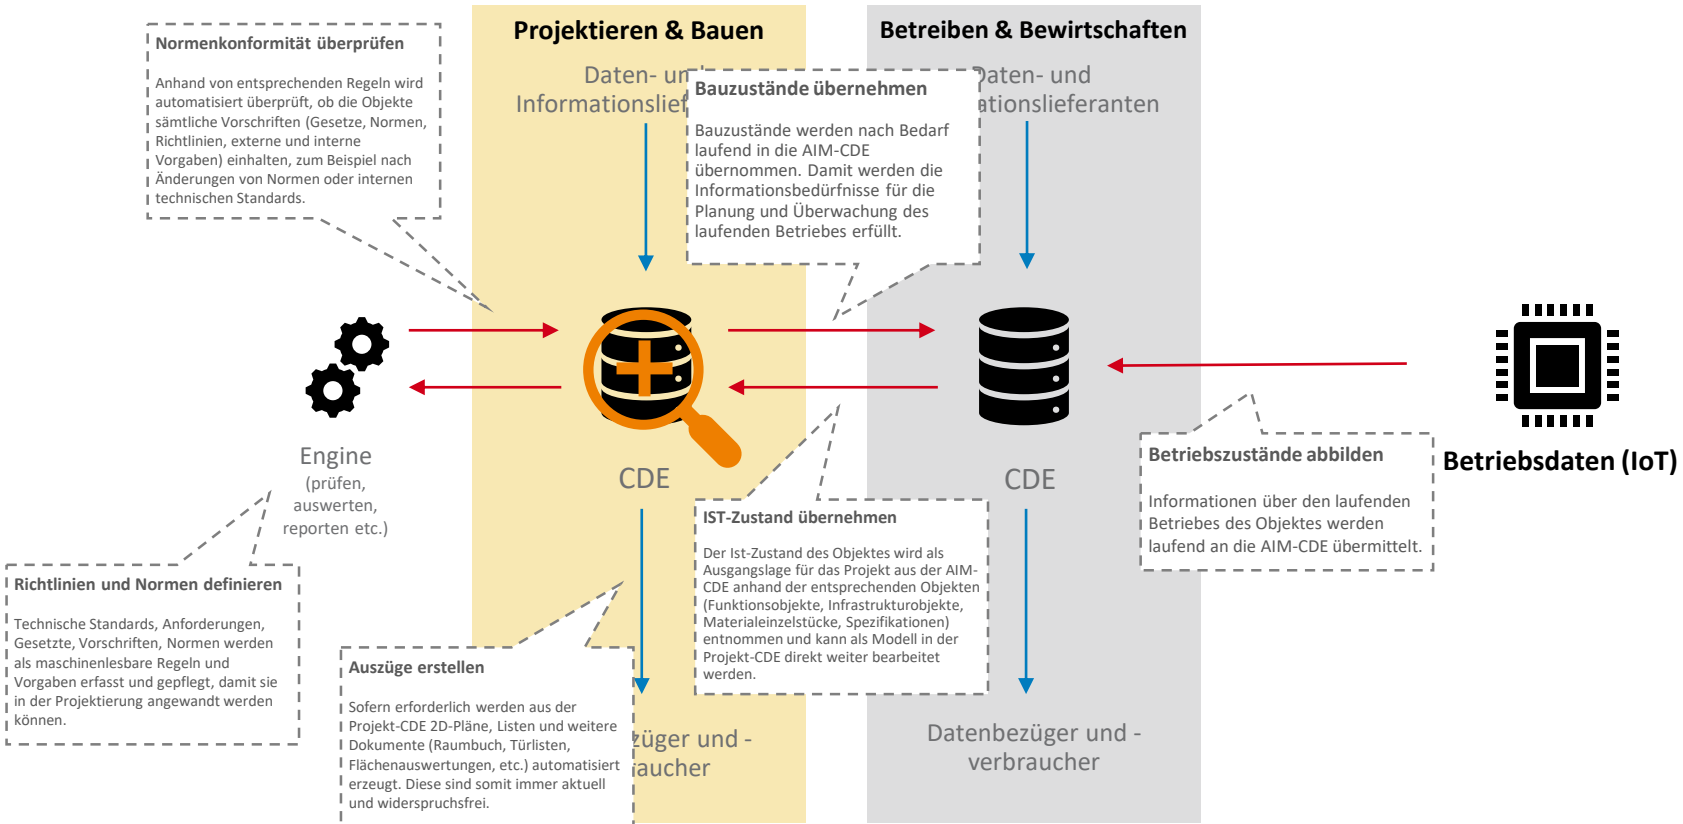 Projektieren & Bauen
Betreiben & Bewirtschaften
Normenkonformität überprüfen
Anhand von entsprechenden Regeln wird
automatisiert überprüft, ob die Objekte
sämtliche Vorschriften (Gesetze, Normen,
Richtlinien, externe und interne
Vorgaben) einhalten, zum Beispiel nach
Änderungen von Normen oder internen
technischen Standards.
Daten- und
Informationslief
Bauzustände übernehmen
Bauzustände werden nach Bedarf
laufend in die AIM-CDE
übernommen. Damit werden die
Informationsbedürfnisse für die
Planung und Überwachung des
laufenden Betriebes erfüllt.
Daten- und
ationslieferanten
Engine
(prüfen,
auswerten,
reporten etc.)
CDE
CDE
Betriebsdaten (IoT)
Betriebszustände abbilden
Informationen über den laufenden
Betriebes des Objektes werden
laufend an die AIM-CDE übermittelt.
IST-Zustand übernehmen
Der Ist-Zustand des Objektes wird als
Ausgangslage für das Projekt aus der AIM-
CDE anhand der entsprechenden Objekten
(Funktionsobjekte, Infrastrukturobjekte,
Materialeinzelstücke, Spezifikationen)
entnommen und kann als Modell in der
Projekt-CDE direkt weiter bearbeitet
werden.
Richtlinien und Normen definieren
Technische Standards, Anforderungen,
Gesetzte, Vorschriften, Normen werden
als maschinenlesbare Regeln und
Vorgaben erfasst und gepflegt, damit sie
in der Projektierung angewandt werden
können.
Auszüge erstellen
Sofern erforderlich werden aus der
Projekt-CDE 2D-Pläne, Listen und weitere
Dokumente (Raumbuch, Türlisten,
Flächenauswertungen, etc.) automatisiert
erzeugt. Diese sind somit immer aktuell
und widerspruchsfrei.
züger und -
aucher
Datenbezüger und -
verbraucher